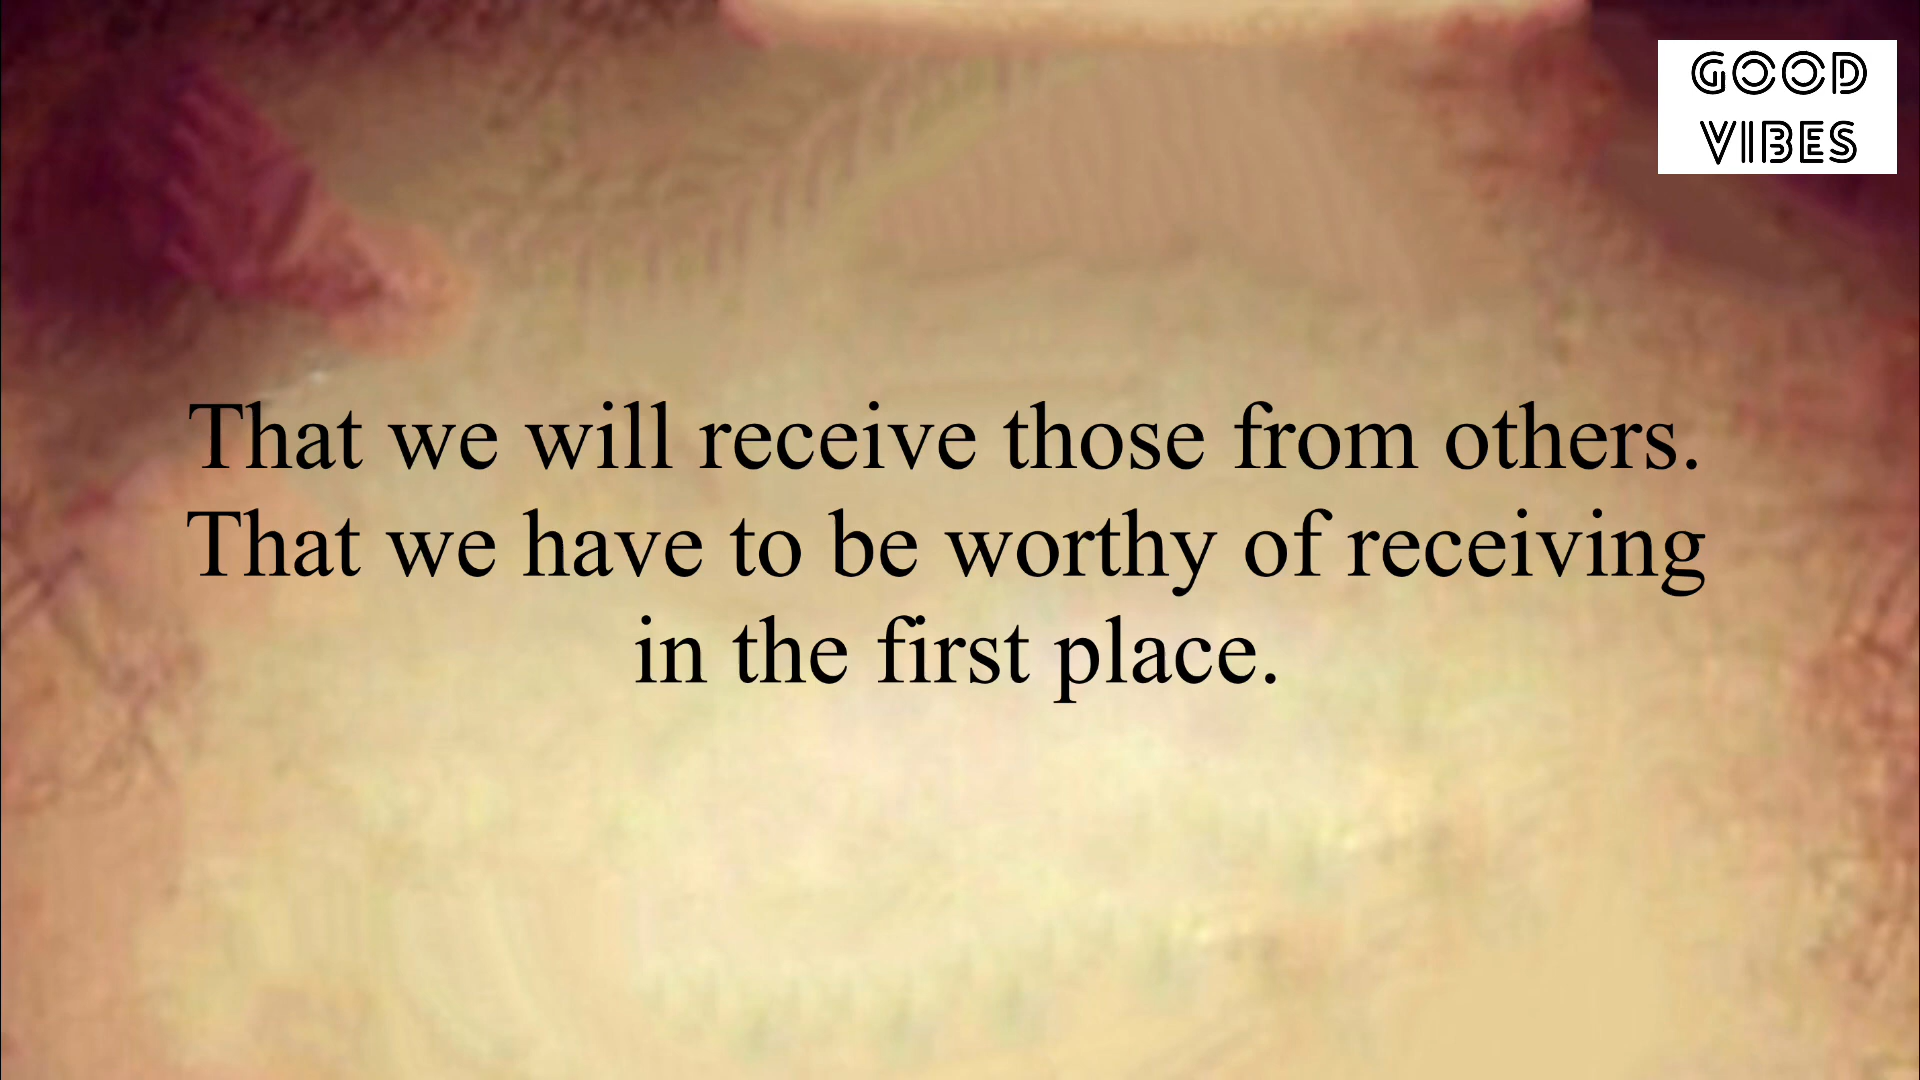 GOOD
VIBES
That we will receive those from others.
That we have to be worthy of receiving
in the first place.